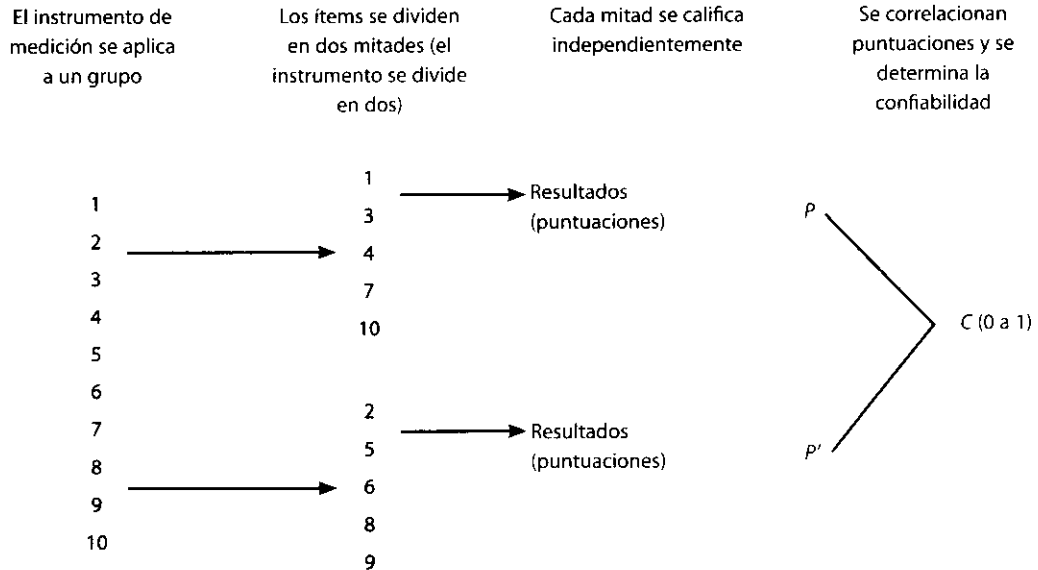 El instrumento de
medición se aplica
a un grupo
Los ítems se dividen
en dos mitades (el
instrumento se divide
en dos)
Cada mitad se califica
independientemente
Se correlacionan
puntuaciones y se
determina la
confiabilidad
1
2
3
4
5
6
7
8
9
10
1
3
4
7
10
2
5
6
8
9
Resultados
(puntuaciones)
Resultados
(puntuaciones)
P
P'
C (0 a 1)